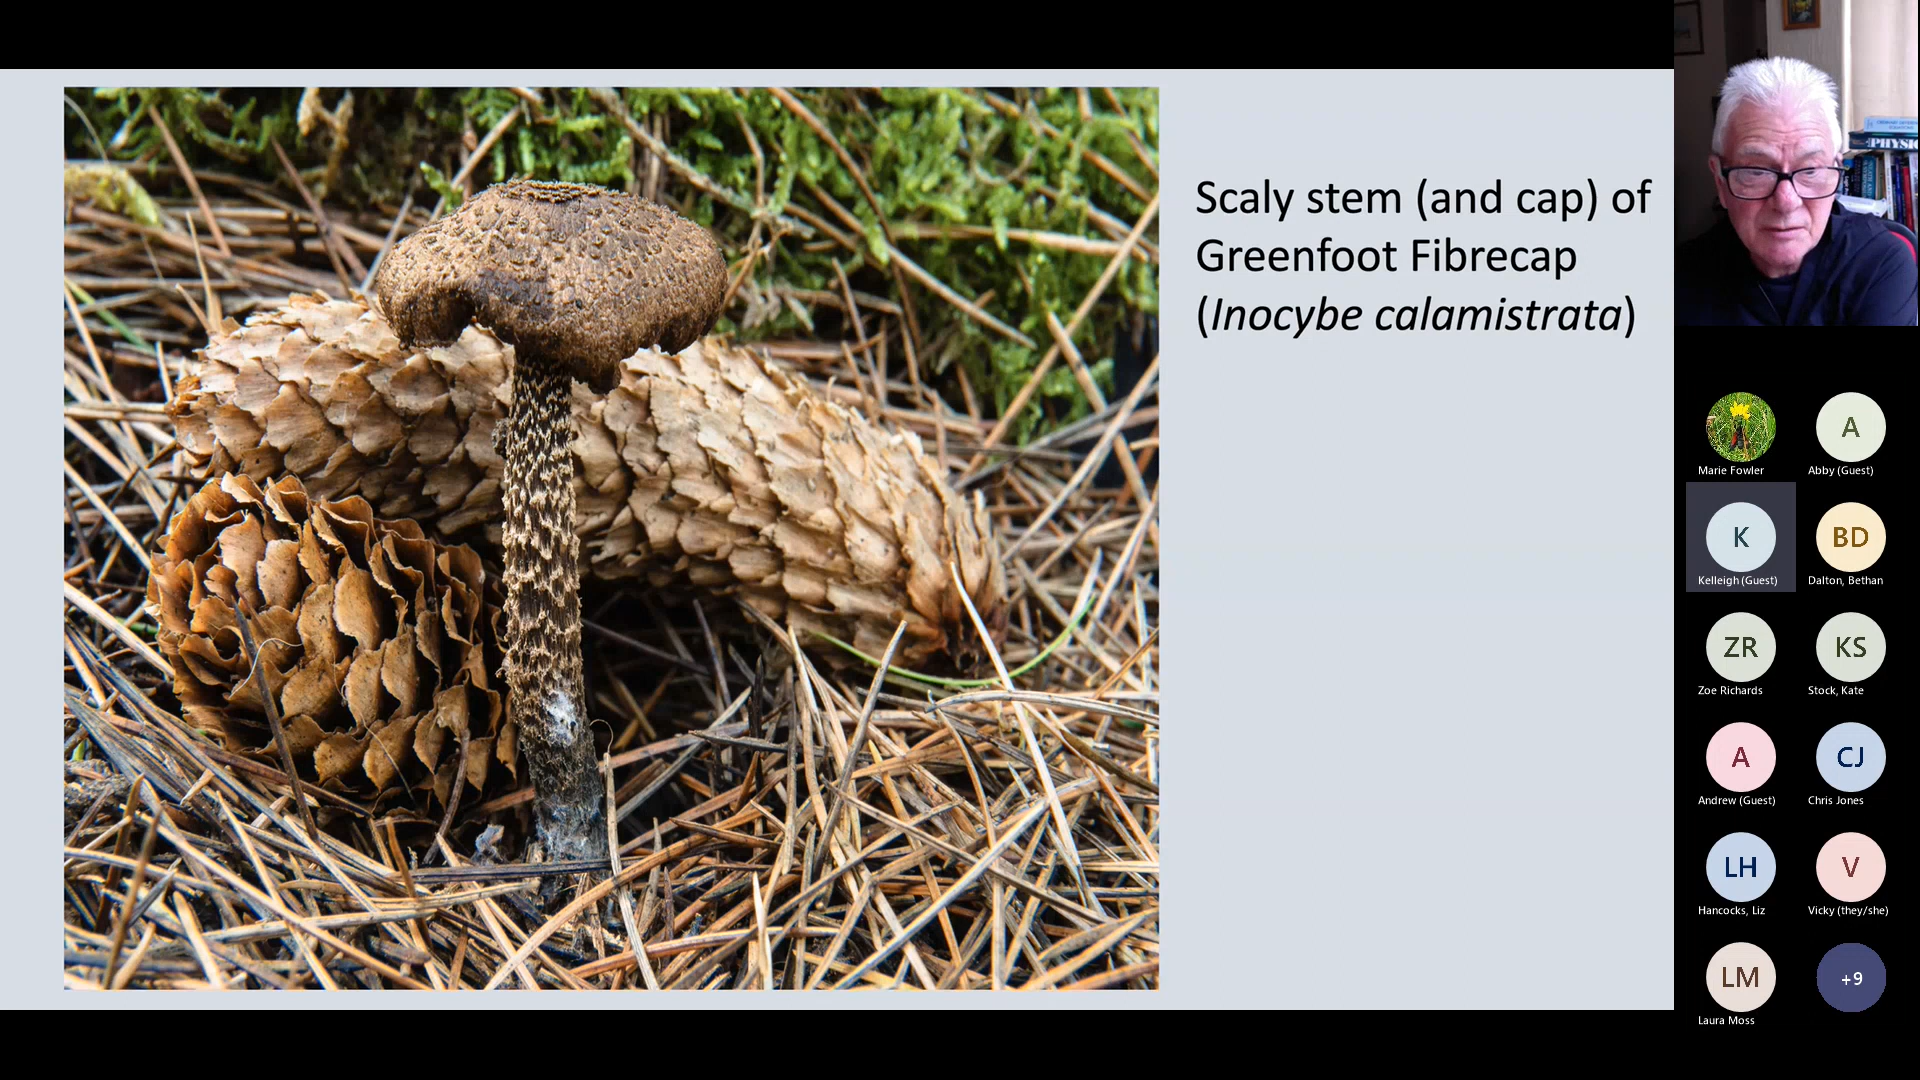 Scaly stem (and cap) of
Greenfoot Fibrecap
(Inocybe calamistrata)
PHYSIC
Marie Fowler
A
Abby (Guest)
K
Kelleigh (Guest)
BD
Dalton, Bethan
ZR
Zoe Richards
KS
Stock, Kate
A
Andrew (Guest)
CJ
Chris Jones
LH
Hancocks, Liz
V
Vicky (they/she)
LM
Laura Moss
+9